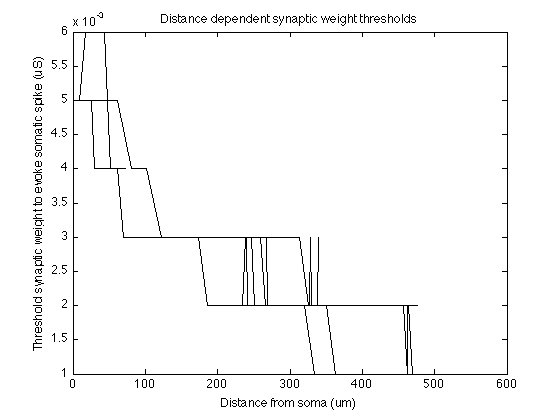 Distance dependent synaptic weight thresholds
x 10⁻³
6
5.5
5
4.5
4
3.5
3
2.5
2
1.5
1
Threshold synaptic weight to evoke somatic spike (uS)
0 100 200 300 400 500 600
Distance from soma (um)